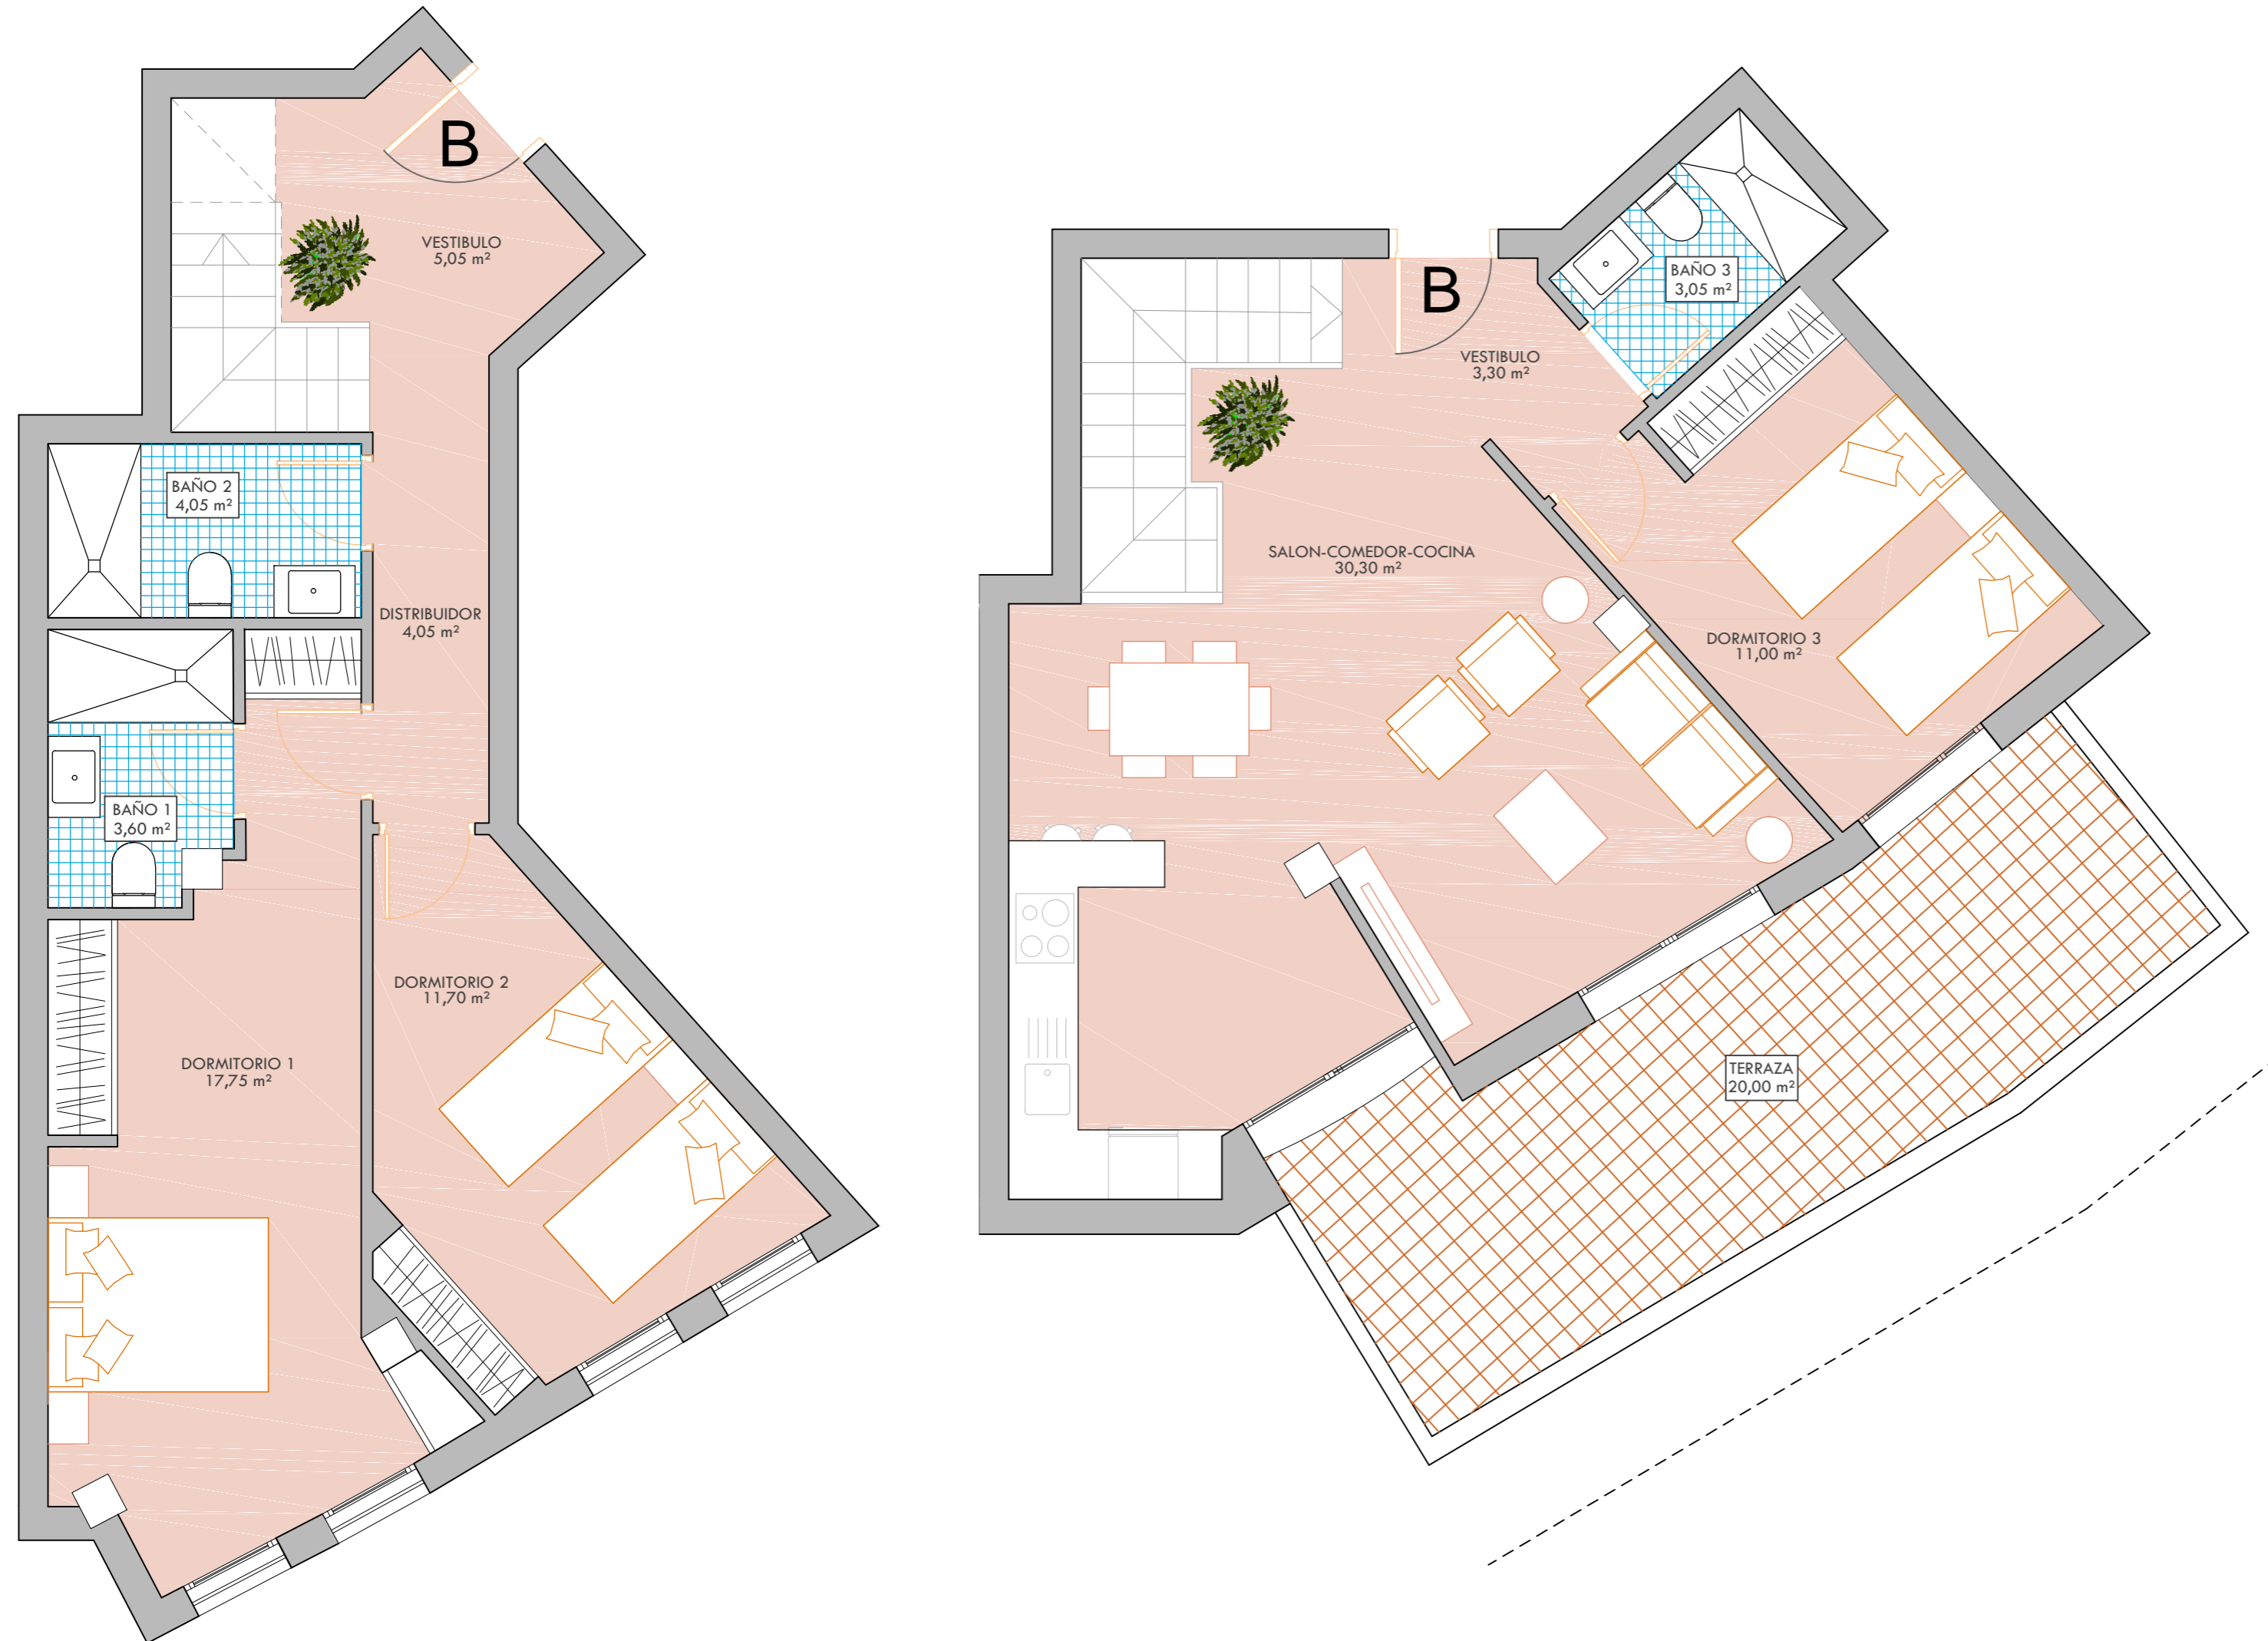 B
VESTIBULO
5,05 m²
BAÑO 2
4,05 m²
DISTRIBUIDOR
4,05 m²
BAÑO 1
3,60 m²
DORMITORIO 2
11,70 m²
DORMITORIO 1
17,75 m²
B
BAÑO 3
3,05 m²
VESTIBULO
3,30 m²
SALON-COMEDOR-COCINA
30,30 m²
DORMITORIO 3
11,00 m²
TERRAZA
20,00 m²